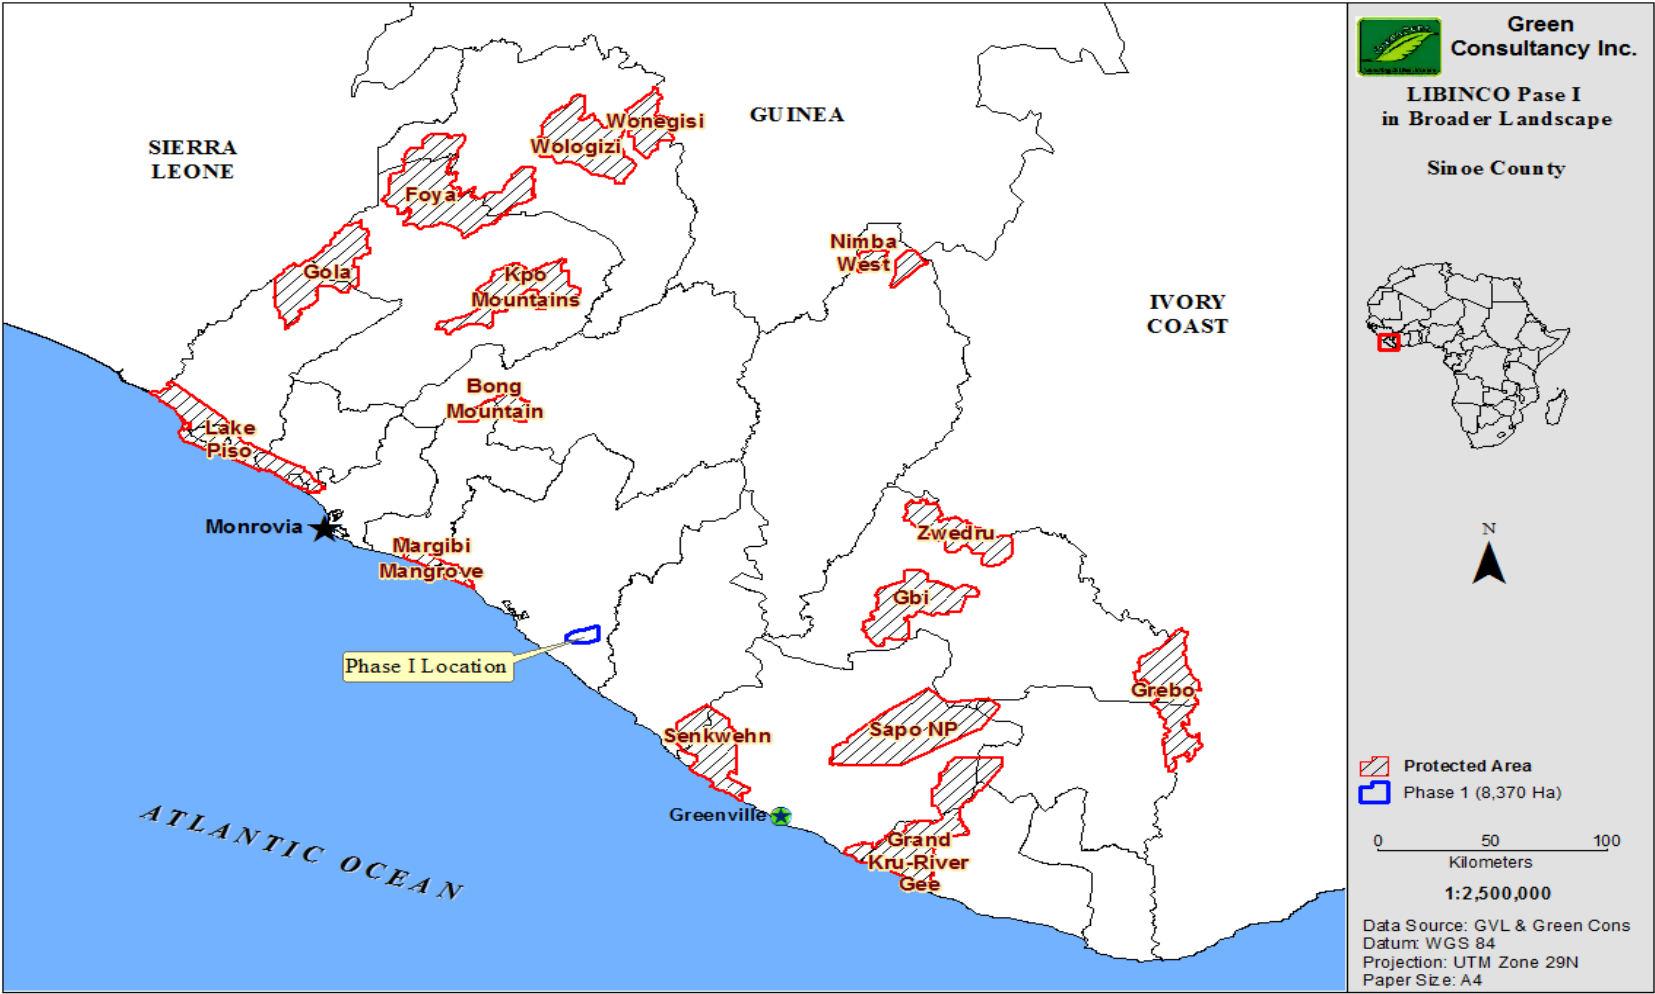 Green
Consultancy Inc.
LIBINCO Pase I
in Broader Landscape
Sinoe County
GUINEA
SIERRA
LEONE
IVORY
COAST
Wonegisi
Wologizi
Foya
Gola
Kpo
Mountains
Nimba
West
Bong
Mountain
Lake
Piso
Monrovia
Margibi
Mangrove
Zwedru
Gbi
Phase I Location
Grebo
Senkwehn
Sapo NP
Greenville
Grand
Kru-River
Gee
ATLANTIC OCEAN
N
Protected Area
Phase 1 (8,370 Ha)
0 50 100
Kilometers
1:2,500,000
Data Source: GVL & Green Cons
Datum: WGS 84
Projection: UTM Zone 29N
Paper Size: A4